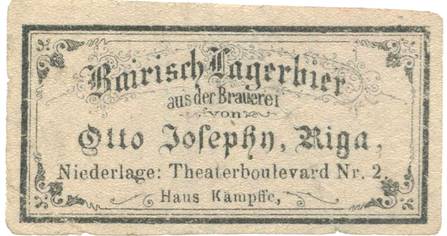 Bairisch Lagerbier
aus der Brauerei
von
Otto Josephy, Riga,
Niederlage: Theaterboulevard Nr. 2.
Haus Kämpffe,